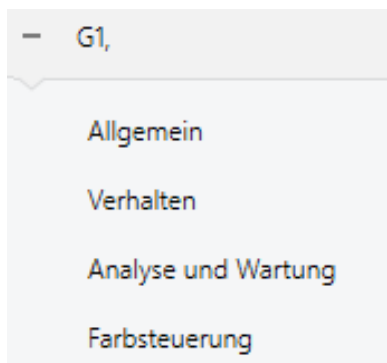 G1,
Allgemein
Verhalten
Analyse und Wartung
Farbsteuerung